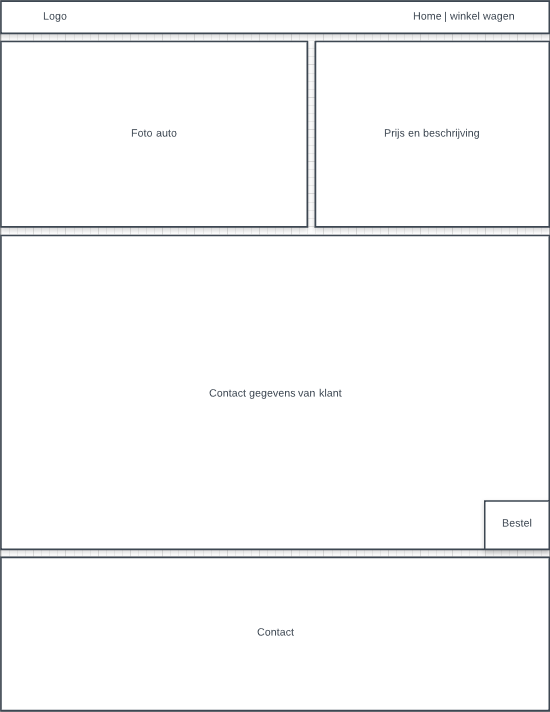 Logo
Home | winkel wagen
Foto auto
Prijs en beschrijving
Contact gegevens van klant
Bestel
Contact